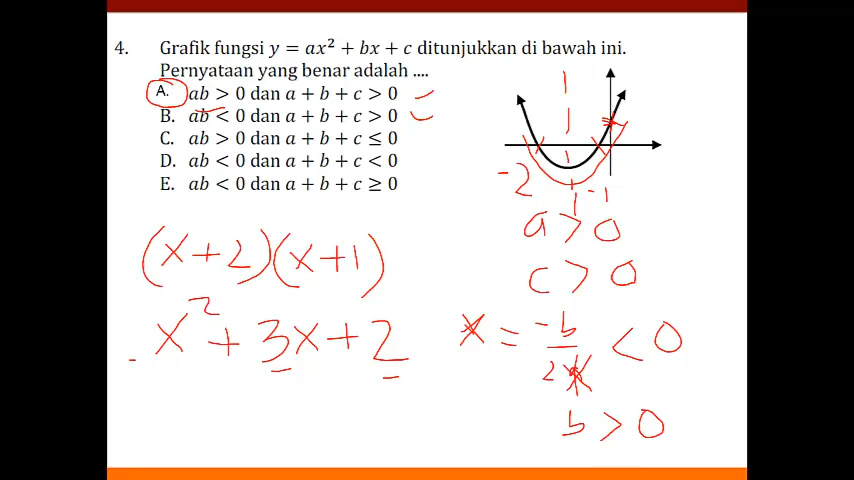 4. Grafik fungsi y = ax² + bx + c ditunjukkan di bawah ini.
Pernyataan yang benar adalah ....
A. ab > 0 dan a + b + c > 0
B. ab < 0 dan a + b + c > 0
C. ab > 0 dan a + b + c ≤ 0
D. ab < 0 dan a + b + c < 0
E. ab < 0 dan a + b + c ≥ 0
-2 -1
a > 0
c > 0
x = -b/2a < 0
b > 0
(x+2)(x+1)
x² + 3x + 2